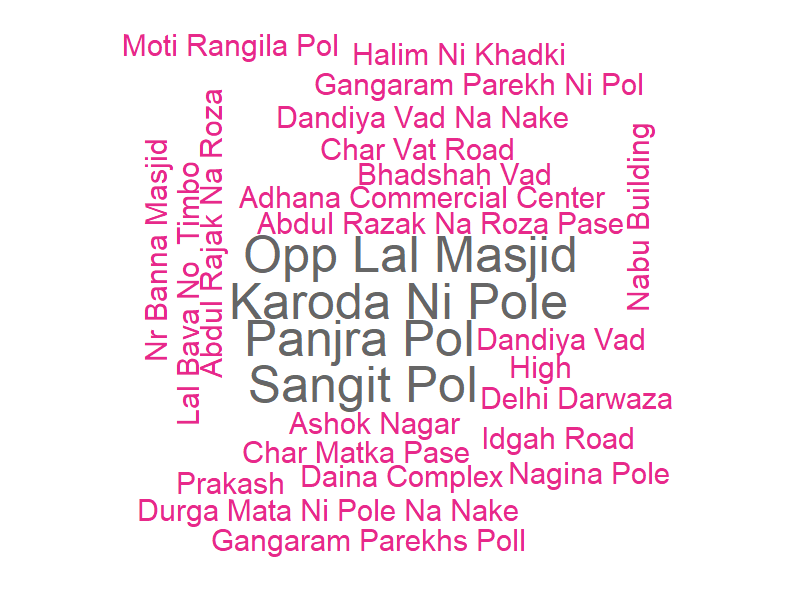 Moti Rangila Pol
Halim Ni Khadki
Gangaram Parekh Ni Pol
Dandiya Vad Na Nake
Char Vat Road
Bhadshah Vad
Adhana Commercial Center
Abdul Razak Na Roza Pase
Nr Banna Masjid
Lal Bava No Timbo
Abdul Rajak Na Roza
Nabu Building
Opp Lal Masjid
Karoda Ni Pole
Panjra Pol
Dandiya Vad
High
Sangit Pol
Delhi Darwaza
Ashok Nagar
Idgah Road
Char Matka Pase
Prakash
Daina Complex
Nagina Pole
Durga Mata Ni Pole Na Nake
Gangaram Parekhs Poll